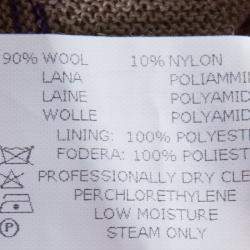 90% WOOL 10% NYLON
LANA POLIAMMI
LAINE POLYAMID
WOLLE POLYAMID
LINING: 100% POLYEST
FODERA: 100% POLIEST
PROFESSIONALLY DRY CLE
PERCHLORETHYLENE
LOW MOISTURE
P STEAM ONLY